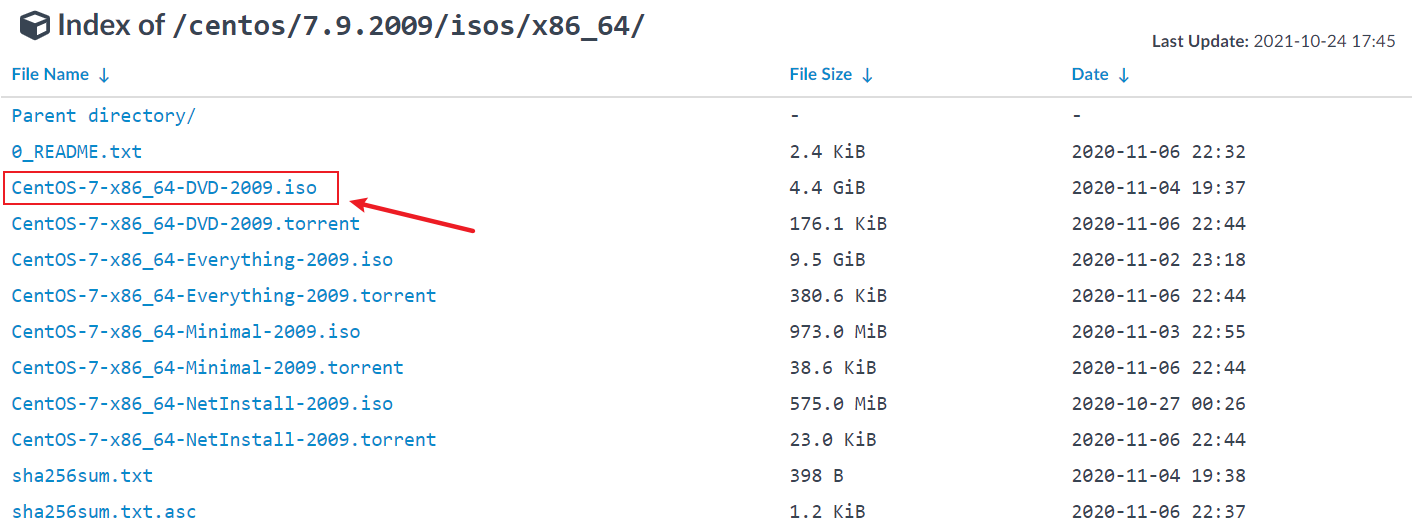 Index of /centos/7.9.2009/isos/x86_64/
Last Update: 2021-10-24 17:45
File Name ↓ File Size ↓ Date ↓
Parent directory/ - -
0_README.txt 2.4 KiB 2020-11-06 22:32
CentOS-7-x86_64-DVD-2009.iso 4.4 GiB 2020-11-04 19:37
CentOS-7-x86_64-DVD-2009.torrent 176.1 KiB 2020-11-06 22:44
CentOS-7-x86_64-Everything-2009.iso 9.5 GiB 2020-11-02 23:18
CentOS-7-x86_64-Everything-2009.torrent 380.6 KiB 2020-11-06 22:44
CentOS-7-x86_64-Minimal-2009.iso 973.0 MiB 2020-11-03 22:55
CentOS-7-x86_64-Minimal-2009.torrent 38.6 KiB 2020-11-06 22:44
CentOS-7-x86_64-NetInstall-2009.iso 575.0 MiB 2020-10-27 00:26
CentOS-7-x86_64-NetInstall-2009.torrent 23.0 KiB 2020-11-06 22:44
sha256sum.txt 398 B 2020-11-04 19:38
sha256sum.txt.asc 1.2 KiB 2020-11-06 22:37